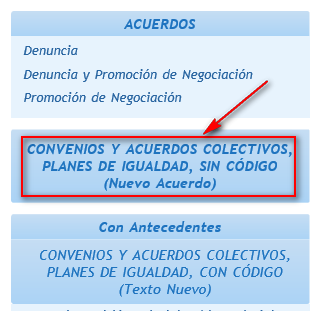 ACUERDOS
Denuncia
Denuncia y Promoción de Negociación
Promoción de Negociación
CONVENIOS Y ACUERDOS COLECTIVOS,
PLANES DE IGUALDAD, SIN CÓDIGO
(Nuevo Acuerdo)
Con Antecedentes
CONVENIOS Y ACUERDOS COLECTIVOS,
PLANES DE IGUALDAD, CON CÓDIGO
(Texto Nuevo)